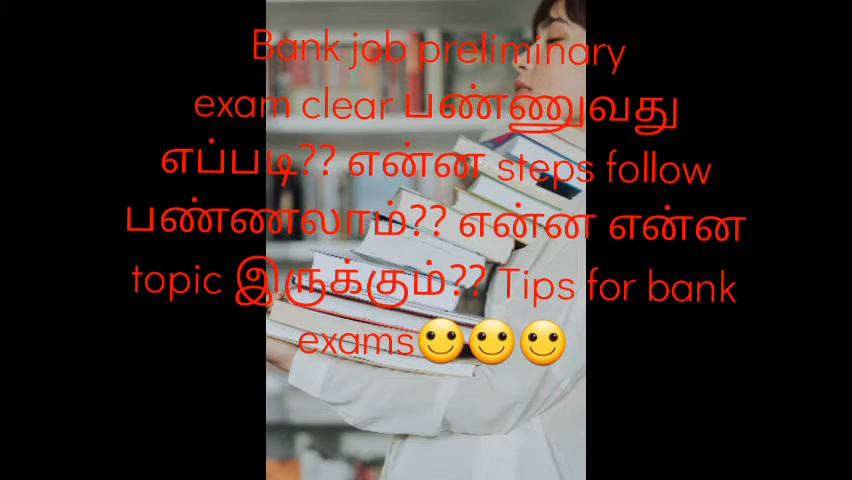 Bank job preliminary
exam clear பண்ணுவது
எப்படி?? என்ன steps follow
பண்ணலாம்?? என்ன என்ன
topic இருக்கும்?? Tips for bank
exams🙂🙂🙂